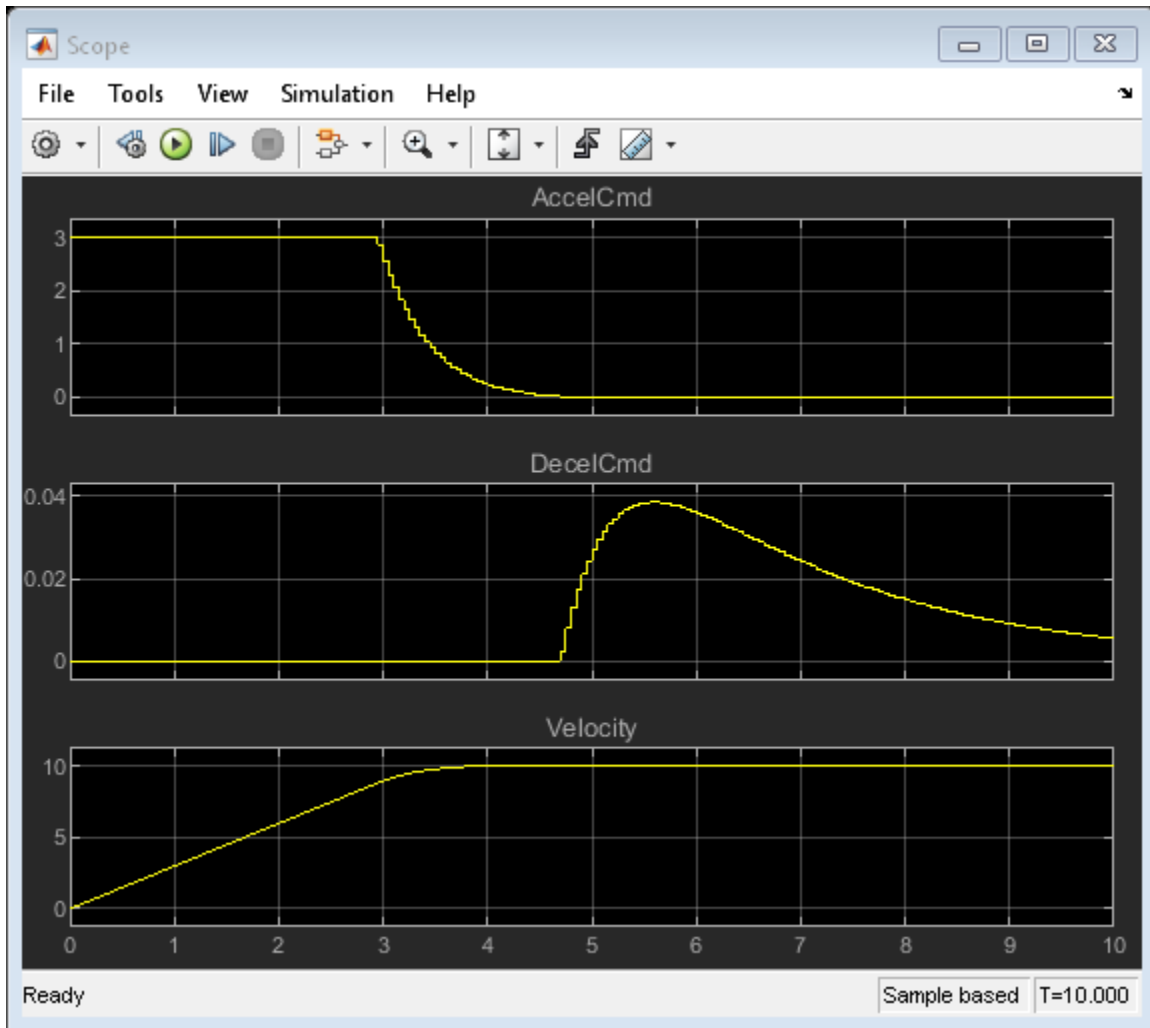 Scope
File Tools View Simulation Help
AccelCmd
3
2
1
0
DecelCmd
0.04
0.02
0
Velocity
10
5
0
0 1 2 3 4 5 6 7 8 9 10
Ready Sample based T=10.000